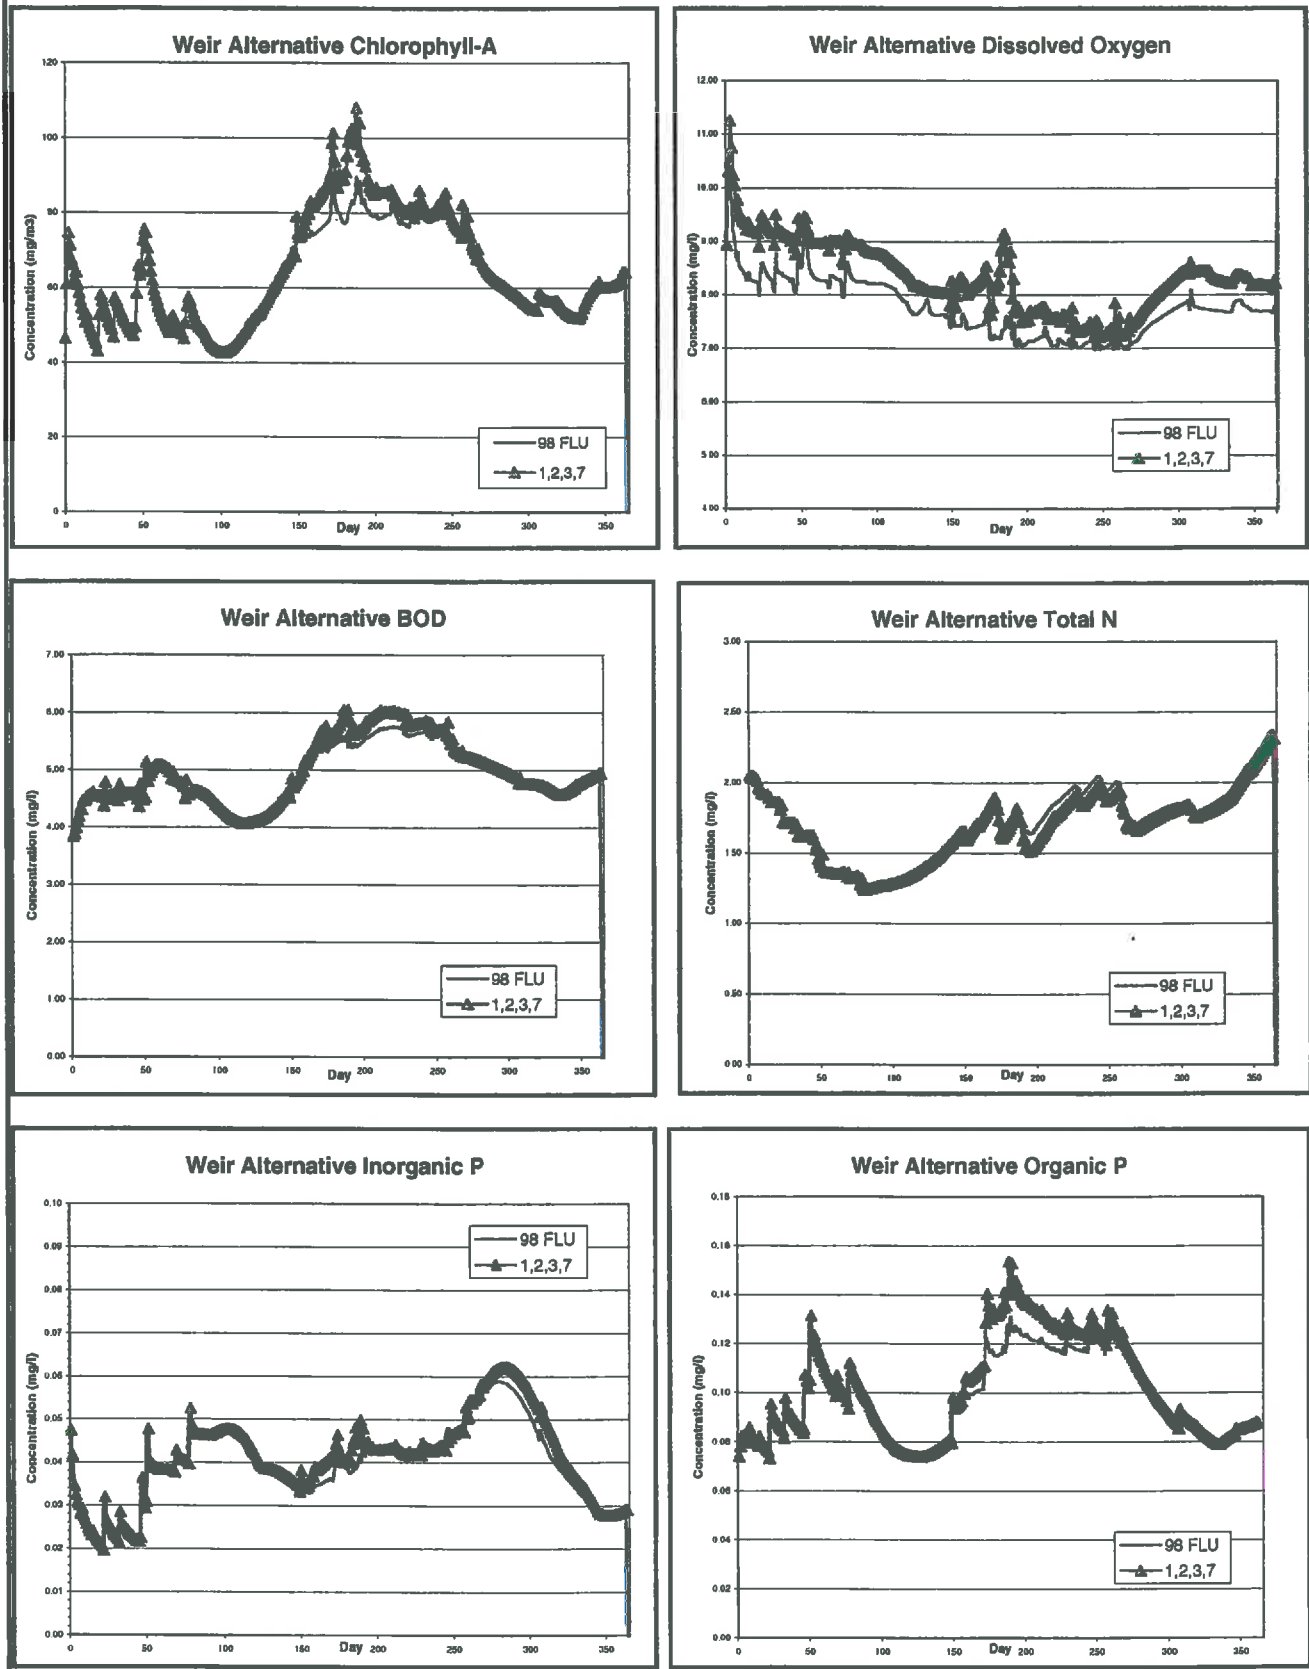 Weir Alternative Chlorophyll-A
120
100
80
60
40
20
0
Concentration (mg/m3)
0 50 100 150 200 250 300 350
Day
98 FLU
1,2,3,7
Weir Alternative Dissolved Oxygen
12.00
11.00
10.00
9.00
8.00
7.00
6.00
5.00
4.00
Concentration (mg/l)
0 50 100 150 200 250 300 350
Day
98 FLU
1,2,3,7
Weir Alternative BOD
7.00
6.00
5.00
4.00
3.00
2.00
1.00
0.00
Concentration (mg/l)
0 50 100 150 200 250 300 350
Day
98 FLU
1,2,3,7
Weir Alternative Total N
3.00
2.50
2.00
1.50
1.00
0.50
0.00
Concentration (mg/l)
0 50 100 150 200 250 300 350
Day
98 FLU
1,2,3,7
Weir Alternative Inorganic P
0.10
0.09
0.08
0.07
0.06
0.05
0.04
0.03
0.02
0.01
0.00
Concentration (mg/l)
0 50 100 150 200 250 300 350
Day
98 FLU
1,2,3,7
Weir Alternative Organic P
0.18
0.16
0.14
0.12
0.10
0.08
0.06
0.04
0.02
0.00
Concentration (mg/l)
0 50 100 150 200 250 300 350
Day
98 FLU
1,2,3,7